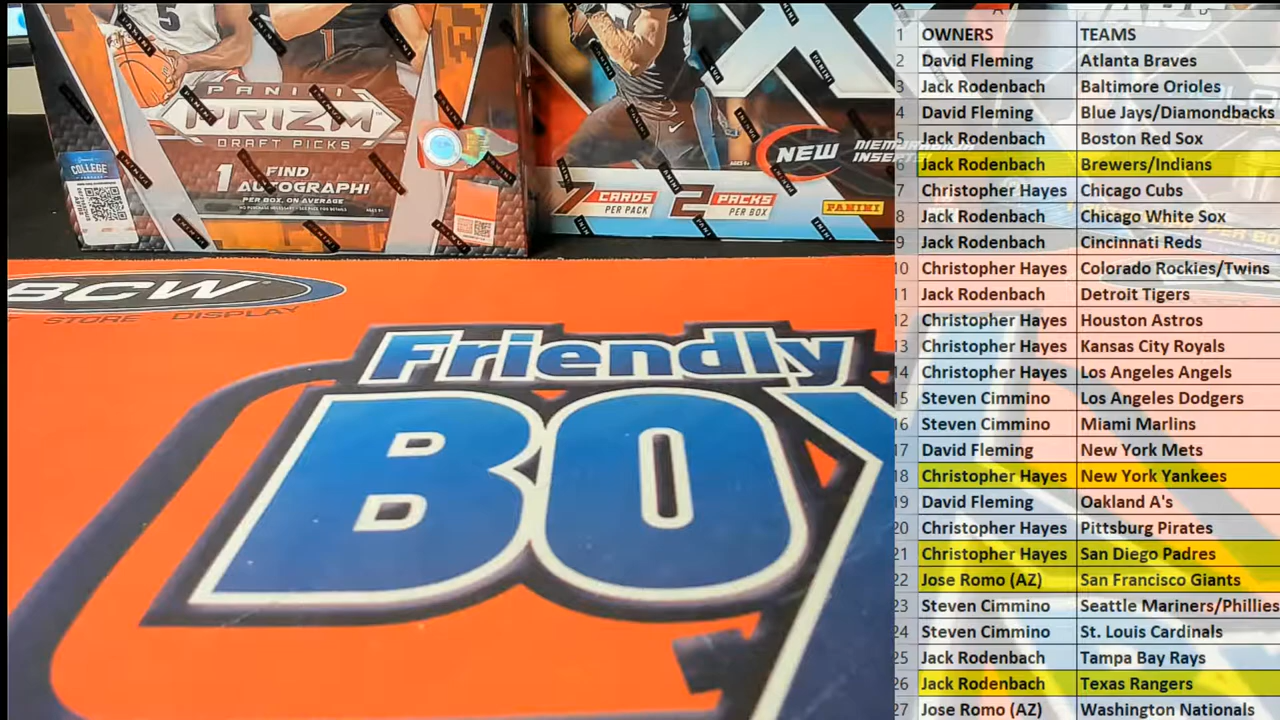 PANINI
PRIZM
DRAFT PICKS
1 FIND
AUTOGRAPH!
PER BOX, ON AVERAGE
COLLEGE
5
1
NEW
7 CARDS
PER PACK
2 PACKS
PER BOX
PANINI
BCW
STORE DISPLAY
Friendly
BO
1 OWNERS TEAMS
2 David Fleming Atlanta Braves
3 Jack Rodenbach Baltimore Orioles
4 David Fleming Blue Jays/Diamondbacks
5 Jack Rodenbach Boston Red Sox
6 Jack Rodenbach Brewers/Indians
7 Christopher Hayes Chicago Cubs
8 Jack Rodenbach Chicago White Sox
9 Jack Rodenbach Cincinnati Reds
10 Christopher Hayes Colorado Rockies/Twins
11 Jack Rodenbach Detroit Tigers
12 Christopher Hayes Houston Astros
13 Christopher Hayes Kansas City Royals
14 Christopher Hayes Los Angeles Angels
15 Steven Cimmino Los Angeles Dodgers
16 Steven Cimmino Miami Marlins
17 David Fleming New York Mets
18 Christopher Hayes New York Yankees
19 David Fleming Oakland A's
20 Christopher Hayes Pittsburg Pirates
21 Christopher Hayes San Diego Padres
22 Jose Romo (AZ) San Francisco Giants
23 Steven Cimmino Seattle Mariners/Phillies
24 Steven Cimmino St. Louis Cardinals
25 Jack Rodenbach Tampa Bay Rays
26 Jack Rodenbach Texas Rangers
27 Jose Romo (AZ) Washington Nationals